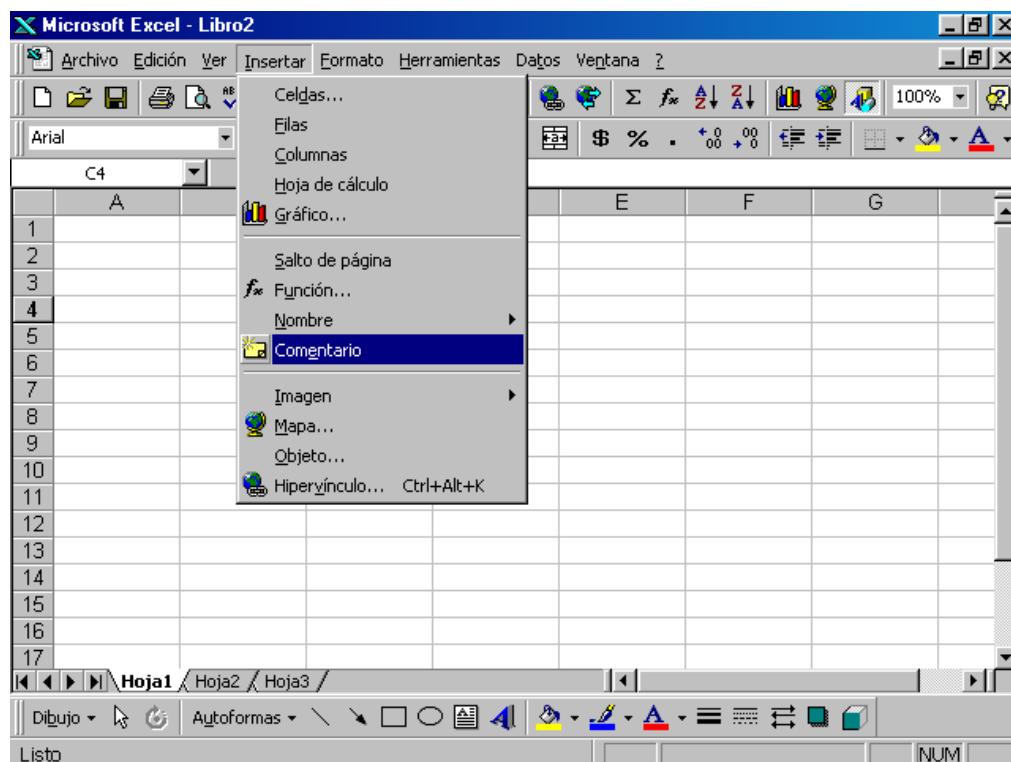 Microsoft Excel - Libro2
Archivo Edición Ver Insertar Formato Herramientas Datos Ventana ?
100%
Arial
$ % .
C4
Celdas...
Filas
Columnas
Hoja de cálculo
Gráfico...
Salto de página
Función...
Nombre
Comentario
Imagen
Mapa...
Objeto...
Hipervínculo... Ctrl+Alt+K
A E F G
1
2
3
4
5
6
7
8
9
10
11
12
13
14
15
16
17
Hoja1 Hoja2 Hoja3
Dibujo Autoformas
Listo NUM